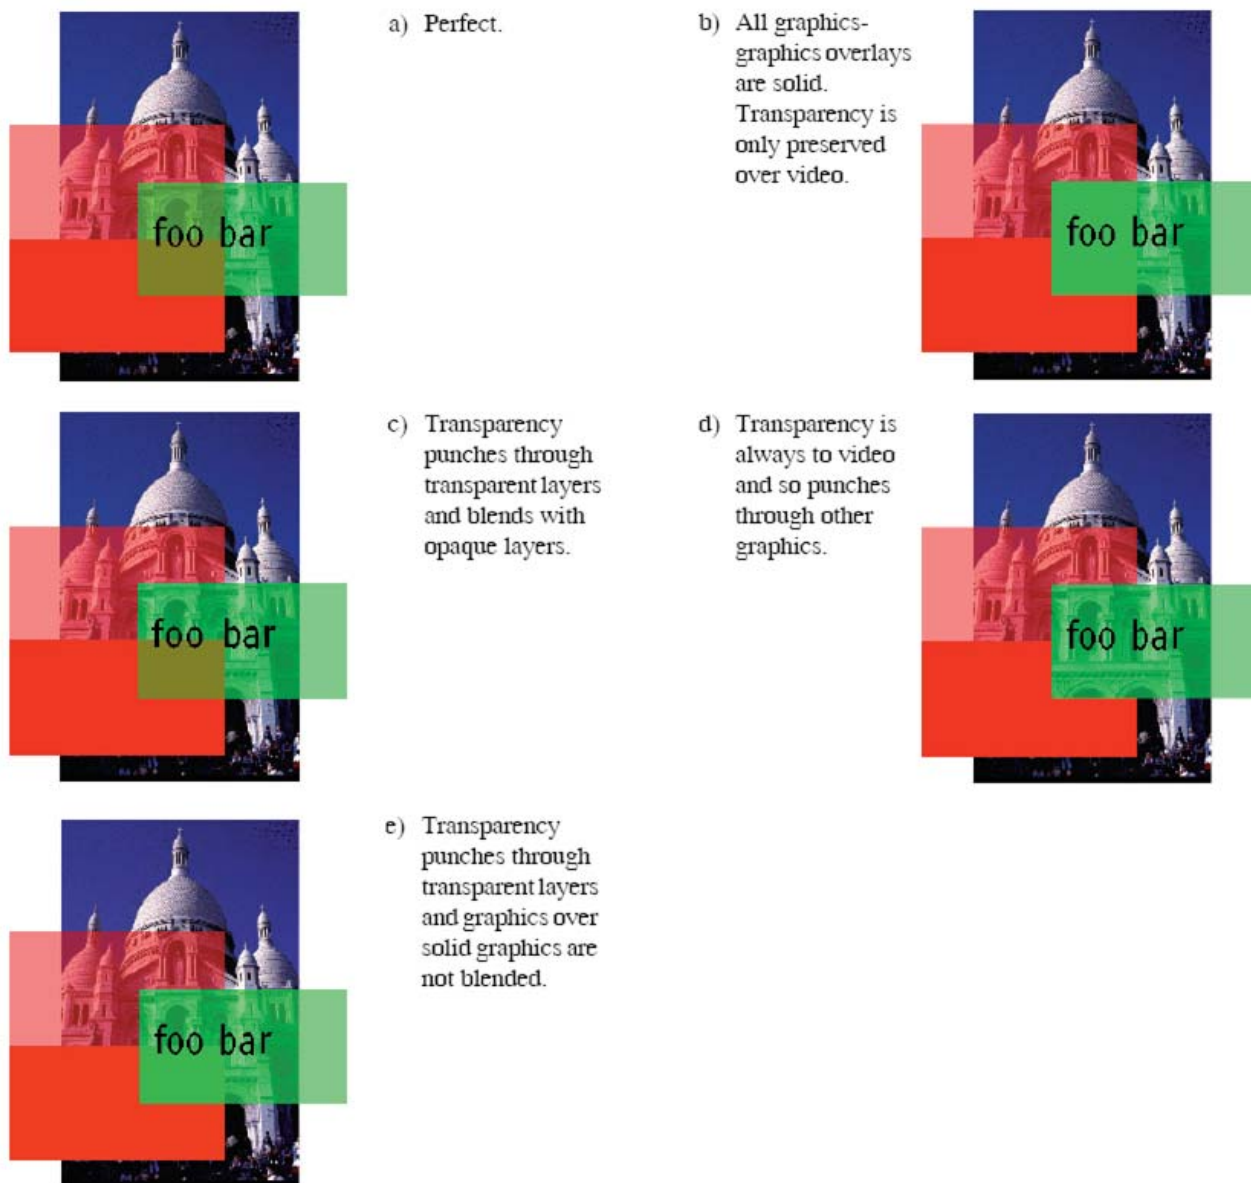 a) Perfect.
foo bar
b) All graphics-
graphics overlays
are solid.
Transparency is
only preserved
over video.
foo bar
c) Transparency
punches through
transparent layers
and blends with
opaque layers.
foo bar
d) Transparency is
always to video
and so punches
through other
graphics.
foo bar
e) Transparency
punches through
transparent layers
and graphics over
solid graphics are
not blended.
foo bar